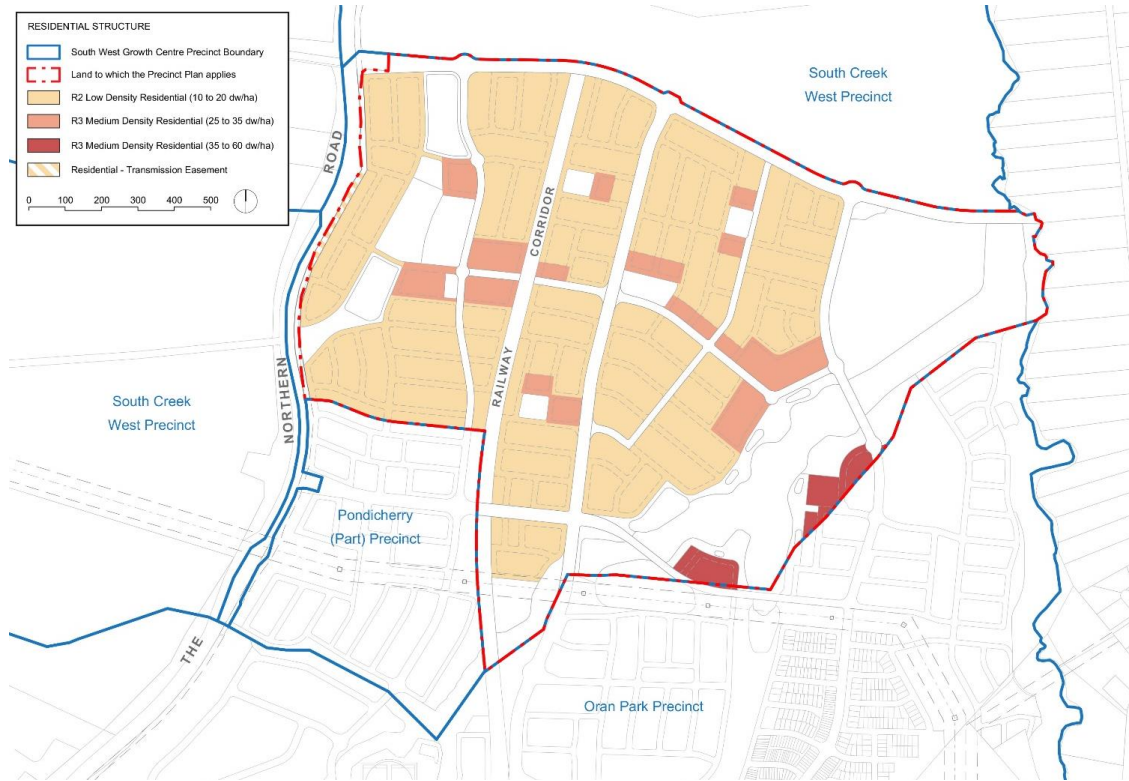 RESIDENTIAL STRUCTURE
South West Growth Centre Precinct Boundary
Land to which the Precinct Plan applies
R2 Low Density Residential (10 to 20 dw/ha)
R3 Medium Density Residential (25 to 35 dw/ha)
R3 Medium Density Residential (35 to 60 dw/ha)
Residential - Transmission Easement
0 100 200 300 400 500
South Creek
West Precinct
ROAD
CORRIDOR
RAILWAY
NORTHERN
South Creek
West Precinct
Pondicherry
(Part) Precinct
THE
Oran Park Precinct